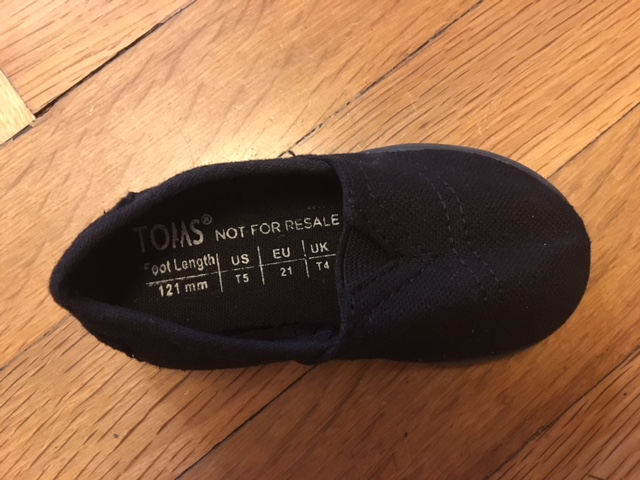 TOMS® NOT FOR RESALE
Foot Length US EU UK
121 mm T5 21 T4